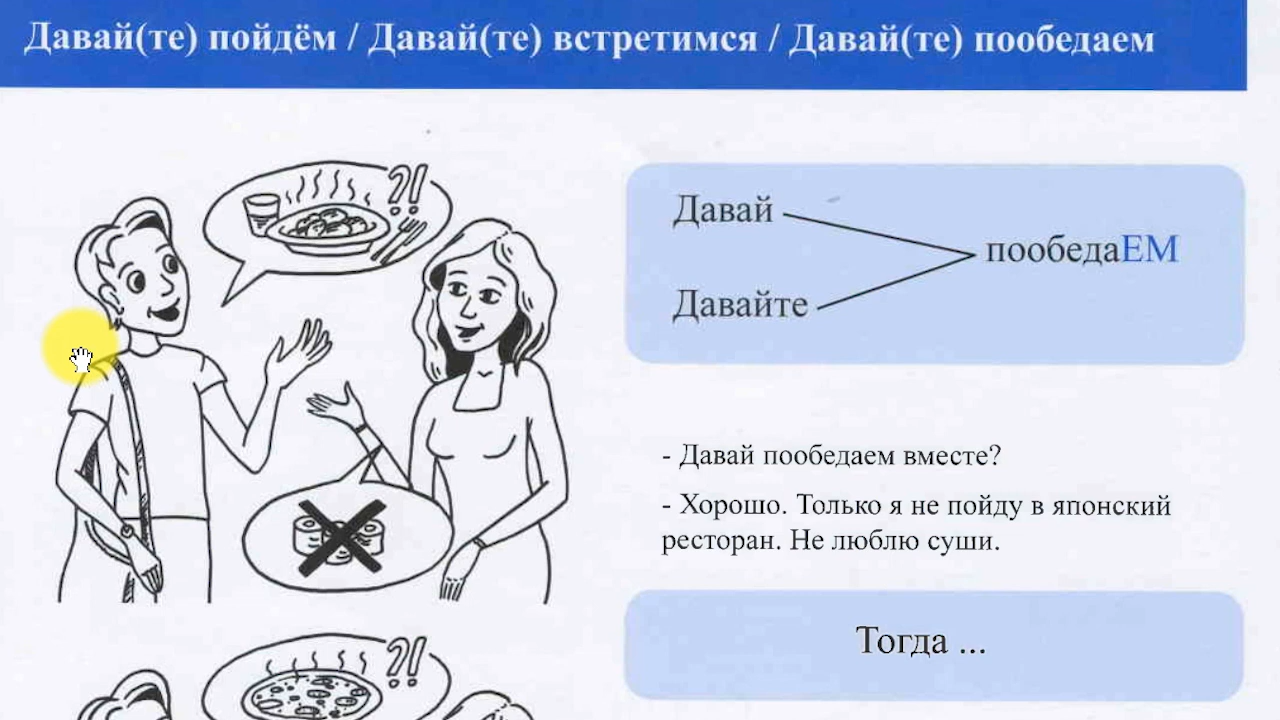 Давай(те) пойдём / Давай(те) встретимся / Давай(те) пообедаем
?!
Давай
пообедаЕМ
Давайте
- Давай пообедаем вместе?
- Хорошо. Только я не пойду в японский
ресторан. Не люблю суши.
Тогда ...
?!